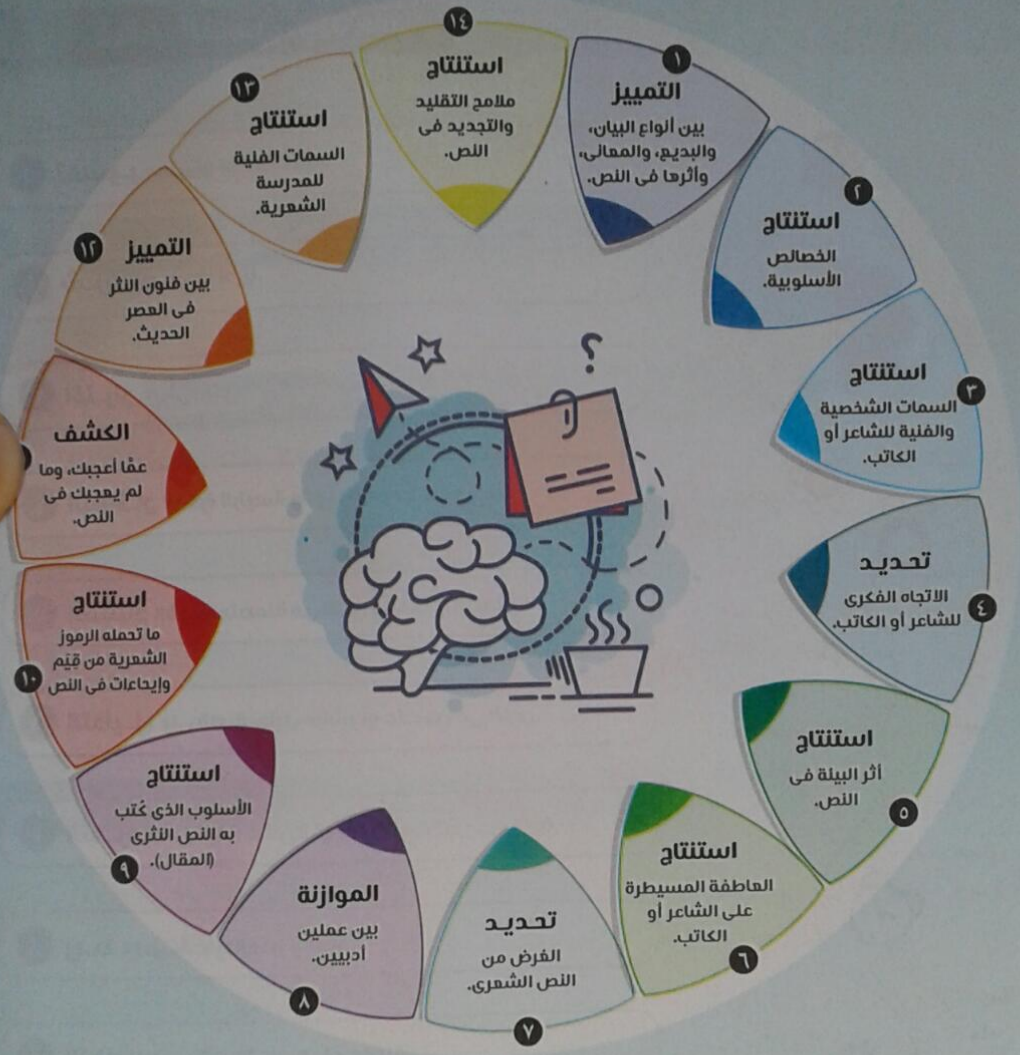 ١
التمييز
بين أنواع البيان،
والبديع، والمعانى،
وأثرها فى النص.
٢
استنتاج
الخصائص
الأسلوبية.
٣
استنتاج
السمات الشخصية
والفنية للشاعر أو
الكاتب.
٤
تحديد
الاتجاه الفكرى
للشاعر أو الكاتب.
٥
استنتاج
أثر البيئة فى
النص.
٦
استنتاج
العاطفة المسيطرة
على الشاعر أو
الكاتب.
٧
تحديد
الغرض من
النص الشعرى.
٨
الموازنة
بين عملين
أدبيين.
٩
استنتاج
الأسلوب الذى كُتب
به النص النثرى
(المقال).
١٠
استنتاج
ما تحمله الرموز
الشعرية من قِيَم
وإيحاءات فى النص
الكشف
عمَّا أعجبك، وما
لم يعجبك فى
النص.
١٢
التمييز
بين فنون النثر
فى العصر
الحديث.
١٣
استنتاج
السمات الفنية
للمدرسة
الشعرية.
١٤
استنتاج
ملامح التقليد
والتجديد فى
النص.
؟